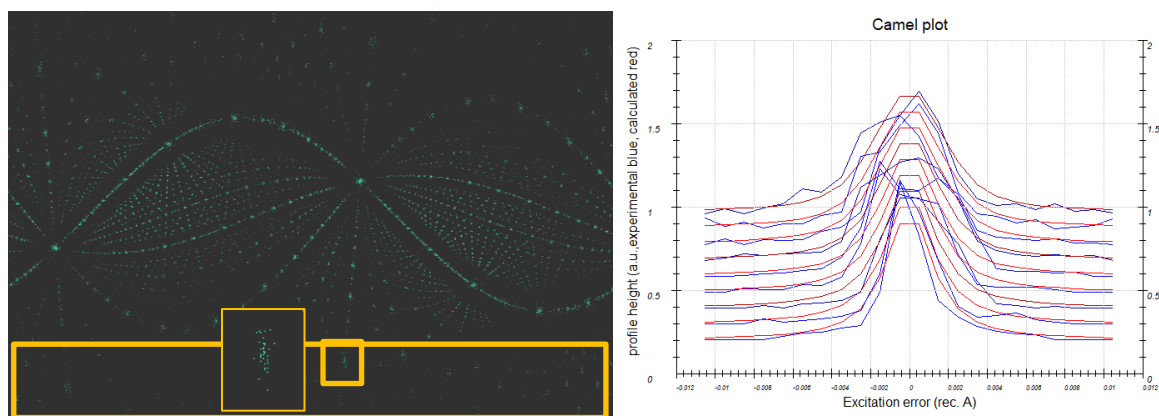 Camel plot
profile height (a.u.,experimental blue, calculated red)
2
1.5
1
0.5
0
2
1.5
1
0.5
0
-0.012 -0.01 -0.008 -0.006 -0.004 -0.002 0 0.002 0.004 0.006 0.008 0.01 0.012
Excitation error (rec. A)